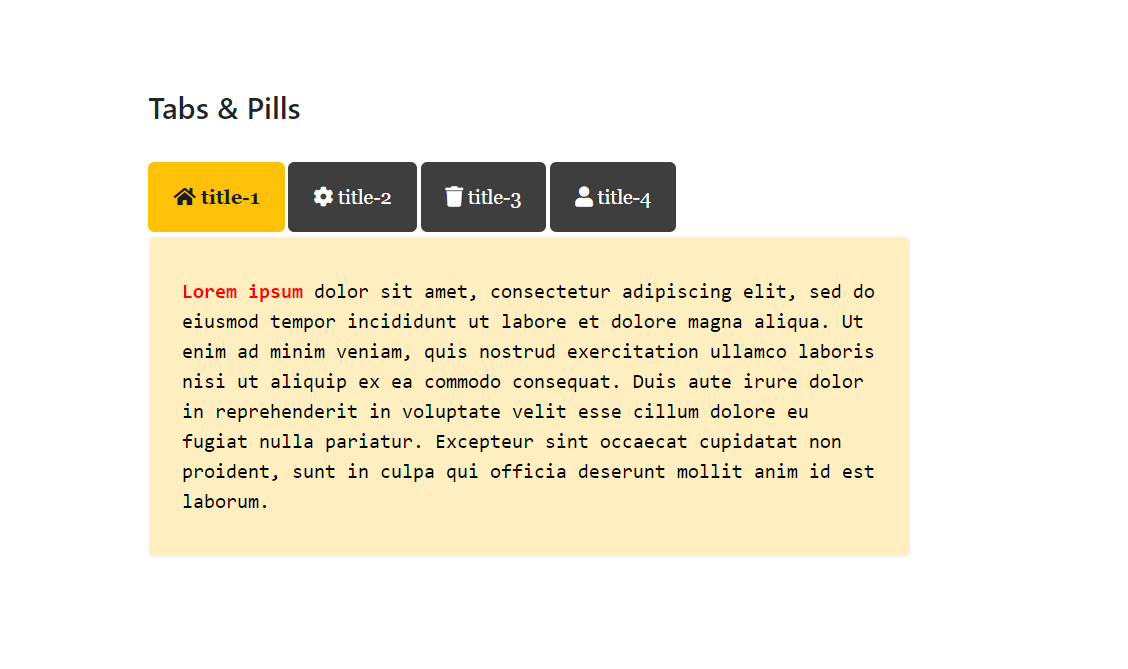 Tabs & Pills
title-1 title-2 title-3 title-4
Lorem ipsum dolor sit amet, consectetur adipiscing elit, sed do
eiusmod tempor incididunt ut labore et dolore magna aliqua. Ut
enim ad minim veniam, quis nostrud exercitation ullamco laboris
nisi ut aliquip ex ea commodo consequat. Duis aute irure dolor
in reprehenderit in voluptate velit esse cillum dolore eu
fugiat nulla pariatur. Excepteur sint occaecat cupidatat non
proident, sunt in culpa qui officia deserunt mollit anim id est
laborum.